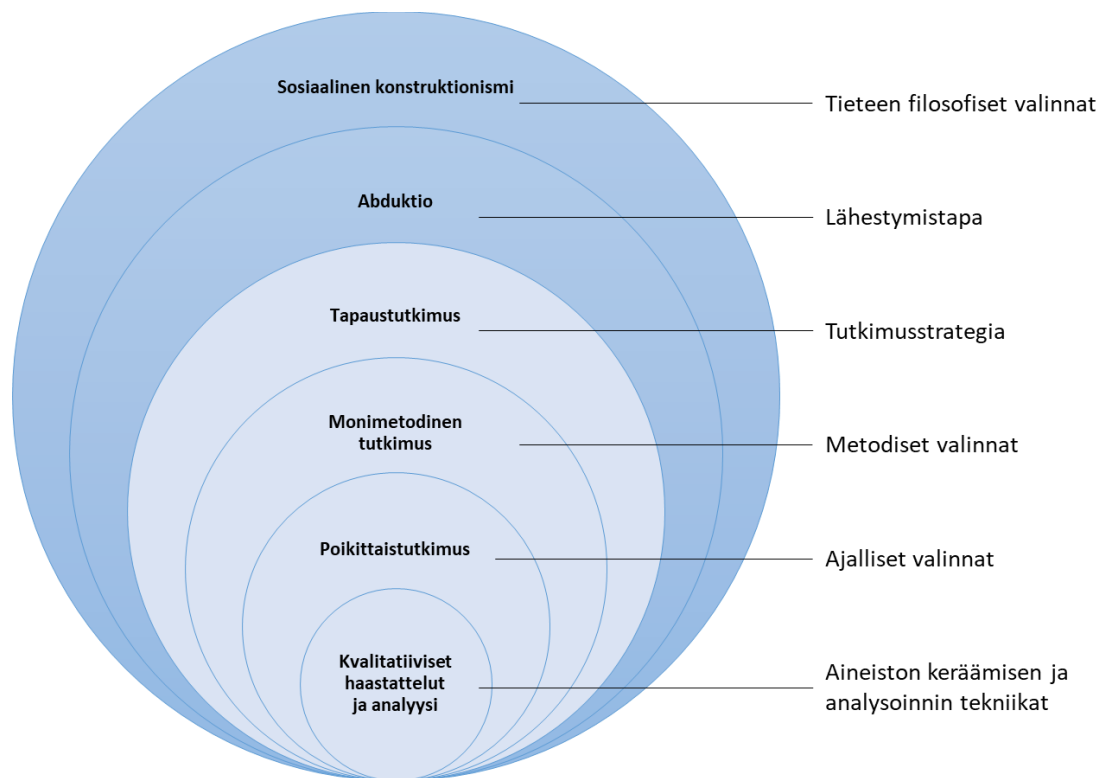 Sosiaalinen konstruktionismi
Tieteen filosofiset valinnat
Abduktio
Lähestymistapa
Tapaustutkimus
Tutkimusstrategia
Monimetodinen
tutkimus
Metodiset valinnat
Poikittaistutkimus
Ajalliset valinnat
Kvalitatiiviset
haastattelut
ja analyysi
Aineiston keräämisen ja
analysoinnin tekniikat